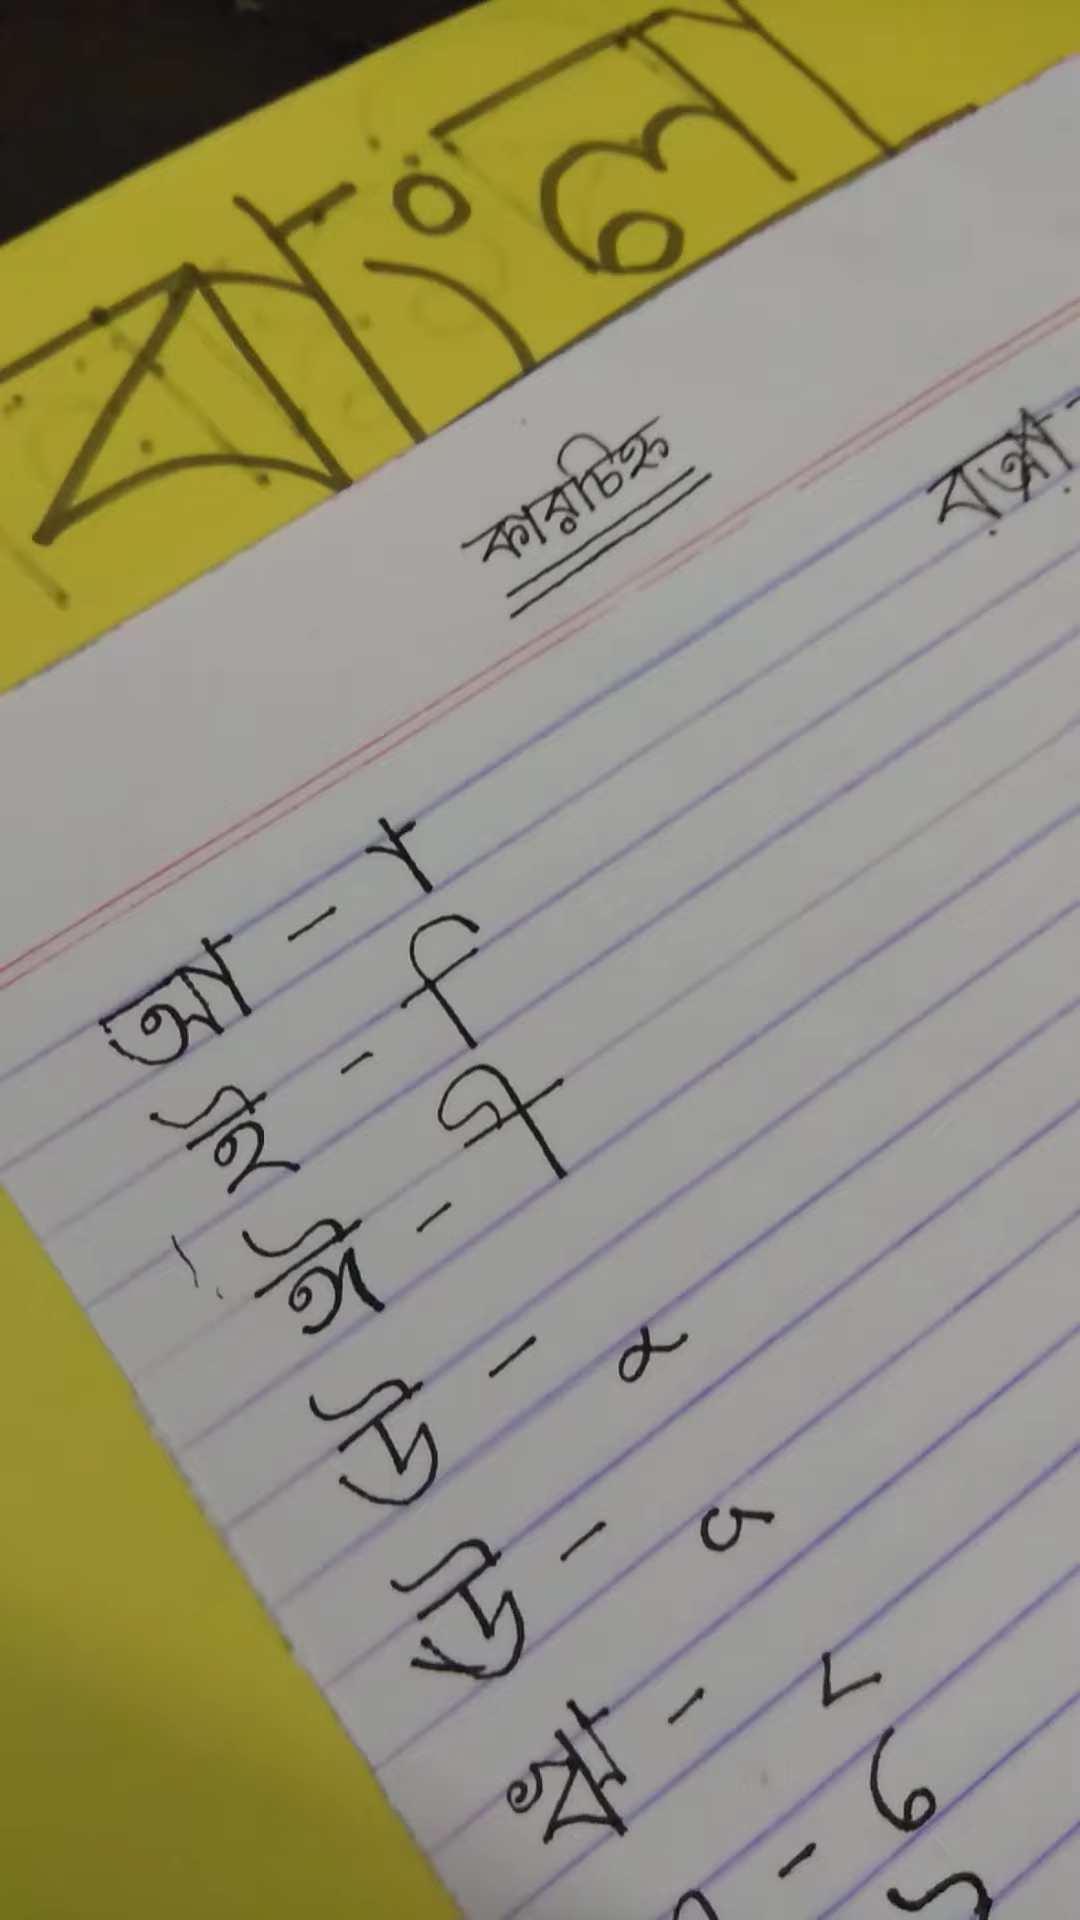 বাংলা
কারচিহ্ন
আ - া
ই - ি
ঈ - ী
উ - ু
ঊ - ূ
ঋ - ৃ
- ে